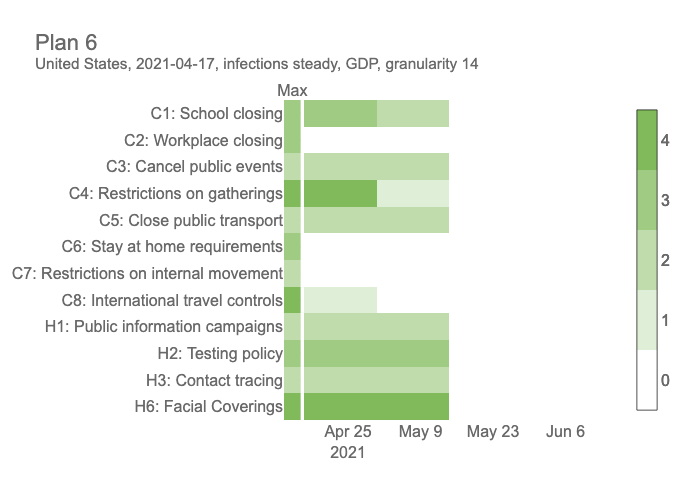 Plan 6
United States, 2021-04-17, infections steady, GDP, granularity 14
Max
C1: School closing
C2: Workplace closing
C3: Cancel public events
C4: Restrictions on gatherings
C5: Close public transport
C6: Stay at home requirements
C7: Restrictions on internal movement
C8: International travel controls
H1: Public information campaigns
H2: Testing policy
H3: Contact tracing
H6: Facial Coverings
Apr 25 May 9 May 23 Jun 6
2021
4
3
2
1
0